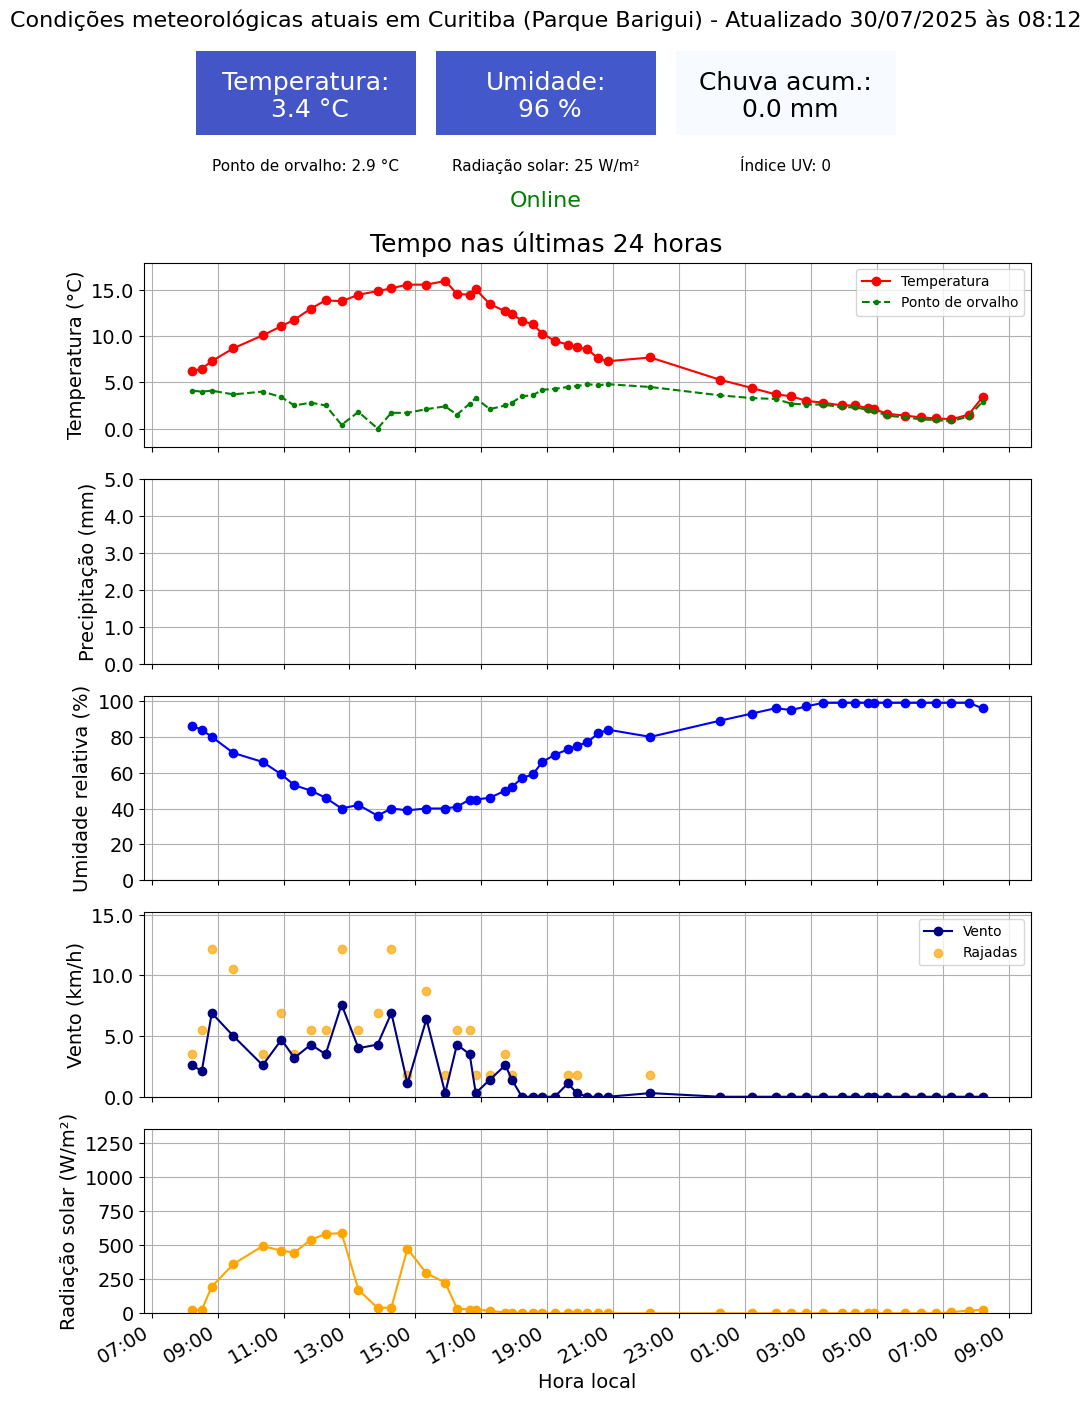 Condições meteorológicas atuais em Curitiba (Parque Barigui) - Atualizado 30/07/2025 às 08:12
Temperatura:
3.4 °C
Umidade:
96 %
Chuva acum.:
0.0 mm
Ponto de orvalho: 2.9 °C
Radiação solar: 25 W/m²
Índice UV: 0
Online
Tempo nas últimas 24 horas
Temperatura (°C)
15.0
10.0
5.0
0.0
Temperatura
Ponto de orvalho
Precipitação (mm)
5.0
4.0
3.0
2.0
1.0
0.0
Umidade relativa (%)
100
80
60
40
20
0
Vento (km/h)
15.0
10.0
5.0
0.0
Vento
Rajadas
Radiação solar (W/m²)
1250
1000
750
500
250
0
07:00
09:00
11:00
13:00
15:00
17:00
19:00
21:00
23:00
01:00
03:00
05:00
07:00
09:00
Hora local